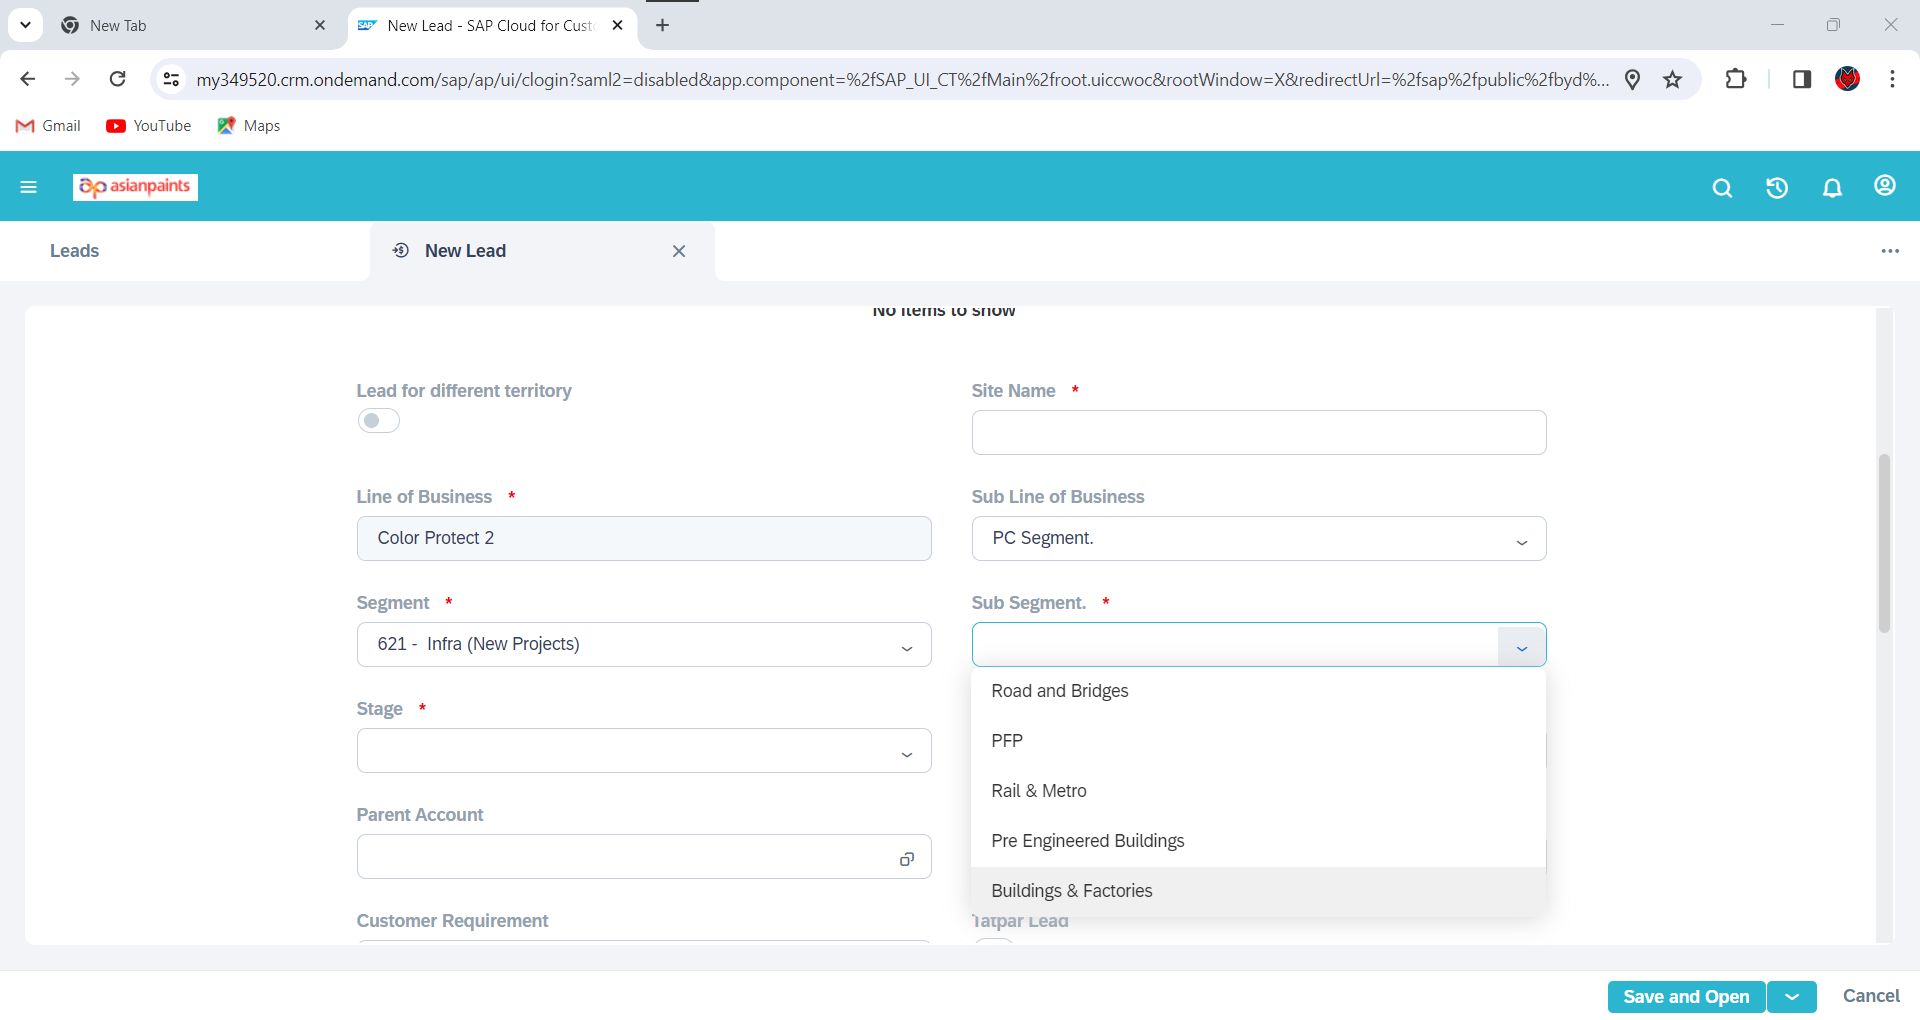 New Tab
New Lead - SAP Cloud for Cust
my349520.crm.ondemand.com/sap/ap/ui/clogin?saml2=disabled&app.component=%2fSAP_UI_CT%2fMain%2froot.uiccwoc&rootWindow=X&redirectUrl=%2fsap%2fpublic%2fbyd%...
Gmail
YouTube
Maps
asianpaints
Leads
New Lead
No items to show
Lead for different territory
Site Name *
Line of Business *
Color Protect 2
Sub Line of Business
PC Segment.
Segment *
621 - Infra (New Projects)
Sub Segment. *
Road and Bridges
PFP
Rail & Metro
Pre Engineered Buildings
Buildings & Factories
Stage *
Parent Account
Customer Requirement
Tatpar Lead
Save and Open
Cancel